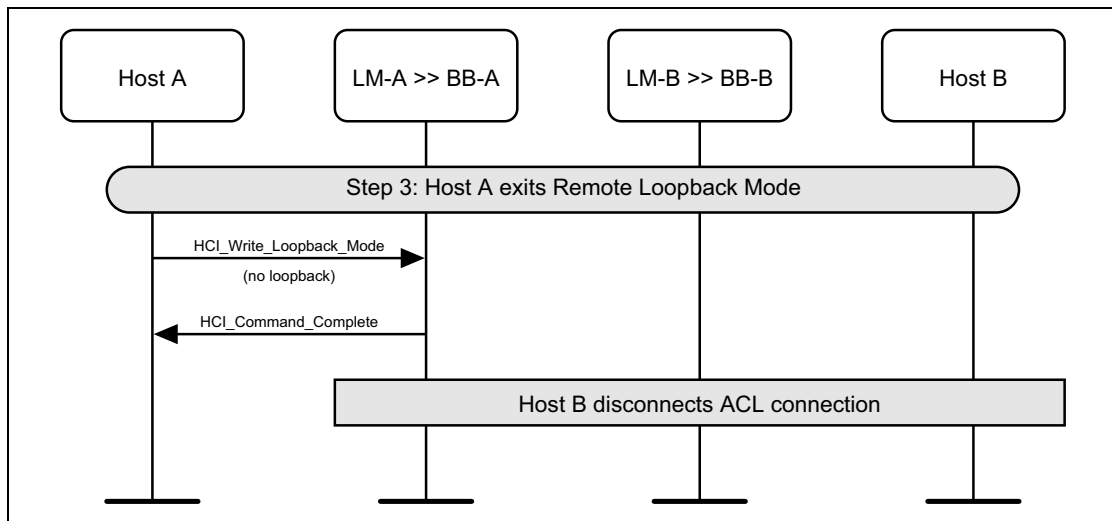 Host A
LM-A >> BB-A
LM-B >> BB-B
Host B
Step 3: Host A exits Remote Loopback Mode
HCI_Write_Loopback_Mode
(no loopback)
HCI_Command_Complete
Host B disconnects ACL connection